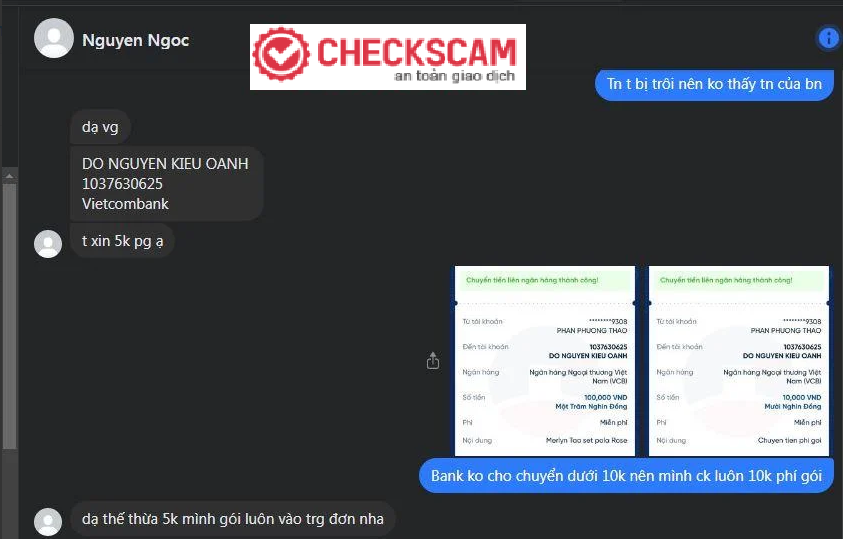 Nguyen Ngoc
CHECKSCAM
an toàn giao dịch
Tn t bị trôi nên ko thấy tn của bn
dạ vg
DO NGUYEN KIEU OANH
1037630625
Vietcombank
t xin 5k pg ạ
Chuyển tiền liên ngân hàng thành công!
Từ tài khoản ********9308
PHAN PHUONG THAO
Đến tài khoản 1037630625
DO NGUYEN KIEU OANH
Ngân hàng Ngân hàng Ngoại thương Việt
Nam (VCB)
Số tiền 100,000 VND
Một Trăm Nghìn Đồng
Phí Miễn phí
Nội dung Merlyn Tao set pola Rose
Chuyển tiền liên ngân hàng thành công!
Từ tài khoản ********9308
PHAN PHUONG THAO
Đến tài khoản 1037630625
DO NGUYEN KIEU OANH
Ngân hàng Ngân hàng Ngoại thương Việt
Nam (VCB)
Số tiền 10,000 VND
Mười Nghìn Đồng
Phí Miễn phí
Nội dung Chuyen tien phi goi
Bank ko cho chuyển dưới 10k nên mình ck luôn 10k phí gói
dạ thế thừa 5k mình gói luôn vào trg đơn nha